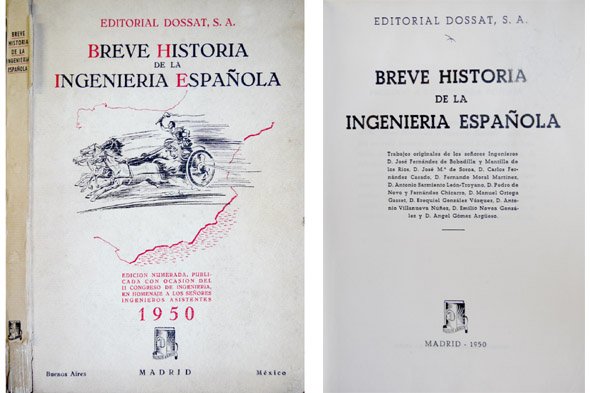 BREVE
HISTORIA
DE LA
INGENIERIA
ESPAÑOLA
EDITORIAL DOSSAT, S. A.
BREVE HISTORIA
DE LA
INGENIERIA ESPAÑOLA
EDICION NUMERADA, PUBLI-
CADA CON OCASION DEL
II CONGRESO DE INGENIERIA,
EN HOMENAJE A LOS SEÑORES
INGENIEROS ASISTENTES
1950
Buenos Aires MADRID México
EDITORIAL DOSSAT, S. A.
BREVE HISTORIA
DE LA
INGENIERIA ESPAÑOLA
Trabajos originales de los señores Ingenieros
D. José Fernández de Bobadilla y Mantilla de
los Ríos, D. José M.ª de Soroa, D. Carlos Fer-
nández Casado, D. Fernando Moral Martínez,
D. Antonio Sarmiento León-Troyano, D. Pedro de
Novo y Fernández Chicarro, D. Manuel Ortega
Gasset, D. Ezequiel González Vázquez, D. Anto-
nio Villanueva Núñez, D. Emilio Novoa Gonzá-
lez y D. Angel Gómez Argüeso.
MADRID - 1950